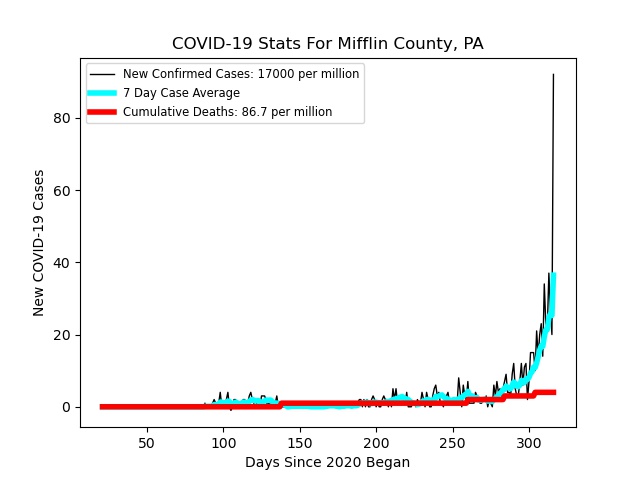 COVID-19 Stats For Mifflin County, PA
New Confirmed Cases: 17000 per million
7 Day Case Average
Cumulative Deaths: 86.7 per million
New COVID-19 Cases
80
60
40
20
0
50 100 150 200 250 300
Days Since 2020 Began